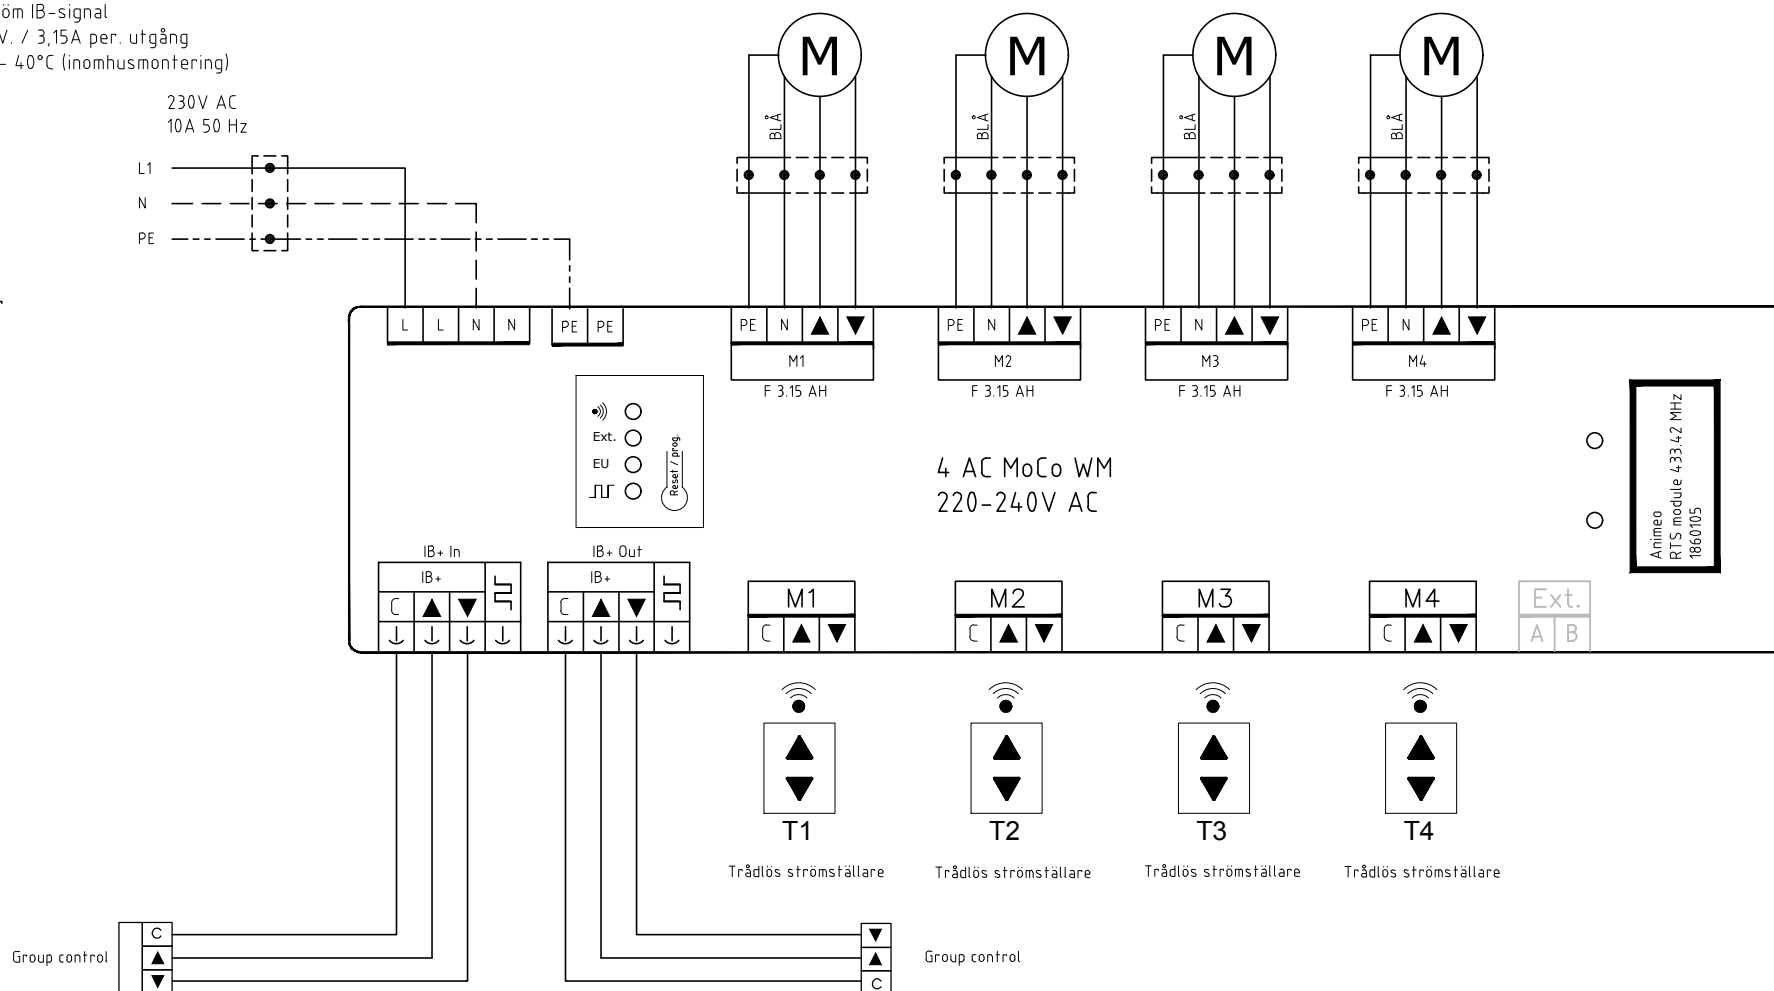 öm IB-signal
V. / 3,15A per. utgång
- 40°C (inomhusmontering)
230V AC
10A 50 Hz
L1
N
PE
M M M M
BLÅ BLÅ BLÅ BLÅ
L L N N PE PE
PE N ▲ ▼ PE N ▲ ▼ PE N ▲ ▼ PE N ▲ ▼
M1 M2 M3 M4
F 3.15 AH F 3.15 AH F 3.15 AH F 3.15 AH
Ext.
EU
Reset / prog.
4 AC MoCo WM
220-240V AC
Animeo
RTS module 433.42 MHz
1860105
IB+ In IB+ Out
IB+ IB+
C ▲ ▼ C ▲ ▼
M1 M2 M3 M4 Ext.
C ▲ ▼ C ▲ ▼ C ▲ ▼ C ▲ ▼ A B
T1 T2 T3 T4
Trådlös strömställare Trådlös strömställare Trådlös strömställare Trådlös strömställare
C ▼
Group control ▲ ▲ Group control
▼ C